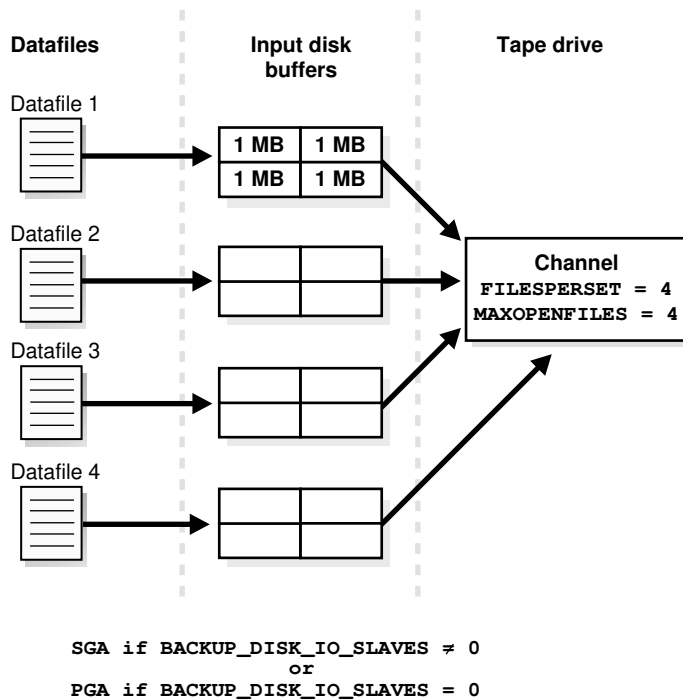 Datafiles
Input disk
buffers
Tape drive
Datafile 1
1 MB 1 MB
1 MB 1 MB
Datafile 2
Channel
FILESPERSET = 4
MAXOPENFILES = 4
Datafile 3
Datafile 4
SGA if BACKUP_DISK_IO_SLAVES ≠ 0
or
PGA if BACKUP_DISK_IO_SLAVES = 0